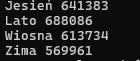 Jesień 641383
Lato 688086
Wiosna 613734
Zima 569961